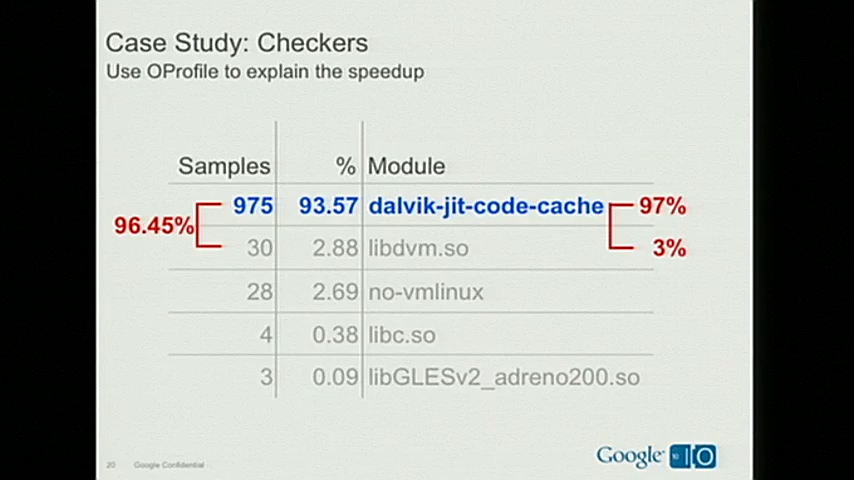 Case Study: Checkers
Use OProfile to explain the speedup
Samples % Module
975 93.57 dalvik-jit-code-cache 97%
96.45%
30 2.88 libdvm.so 3%
28 2.69 no-vmlinux
4 0.38 libc.so
3 0.09 libGLESv2_adreno200.so
20 Google Confidential
Google 10 IO